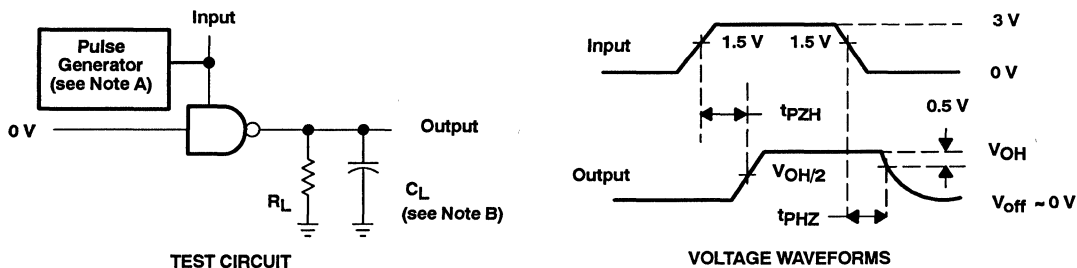 Input
Pulse
Generator
(see Note A)
0 V
Output
RL
CL
(see Note B)
TEST CIRCUIT
Input
1.5 V
1.5 V
3 V
0 V
tPZH
0.5 V
Output
VOH/2
VOH
Voff ~ 0 V
tPHZ
VOLTAGE WAVEFORMS